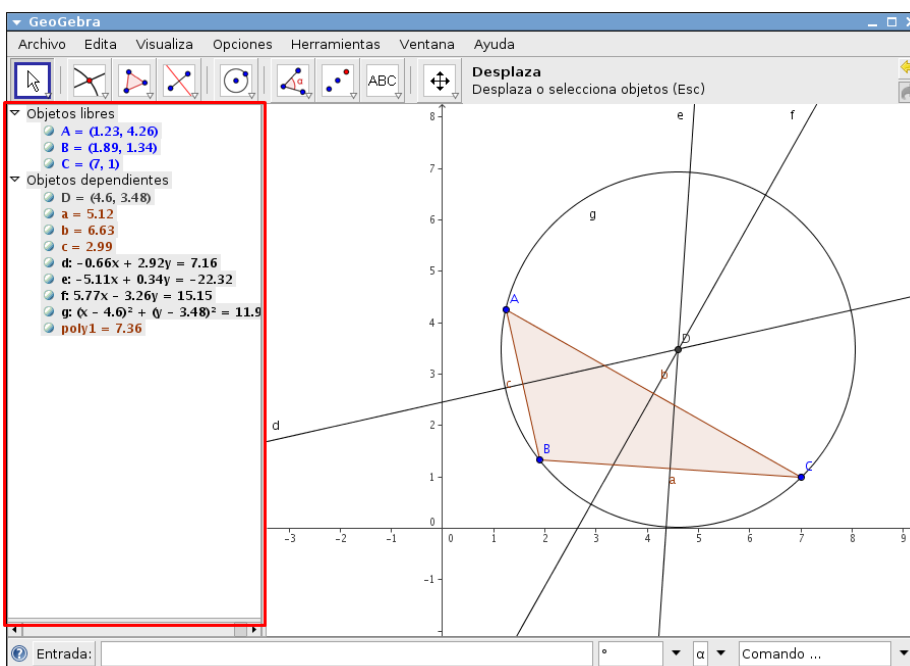 GeoGebra
Archivo Edita Visualiza Opciones Herramientas Ventana Ayuda
ABC
Desplaza
Desplaza o selecciona objetos (Esc)
Objetos libres
A = (1.23, 4.26)
B = (1.89, 1.34)
C = (7, 1)
Objetos dependientes
D = (4.6, 3.48)
a = 5.12
b = 6.63
c = 2.99
d: -0.66x + 2.92y = 7.16
e: -5.11x + 0.34y = -22.32
f: 5.77x - 3.26y = 15.15
g: (x - 4.6)² + (y - 3.48)² = 11.9
poly1 = 7.36
8
7
6
5
4
3
2
1
0
-1
-3 -2 -1 0 1 2 3 4 5 6 7 8 9
e
f
g
A
D
b
c
d
B
C
a
Entrada:
°
α
Comando ...